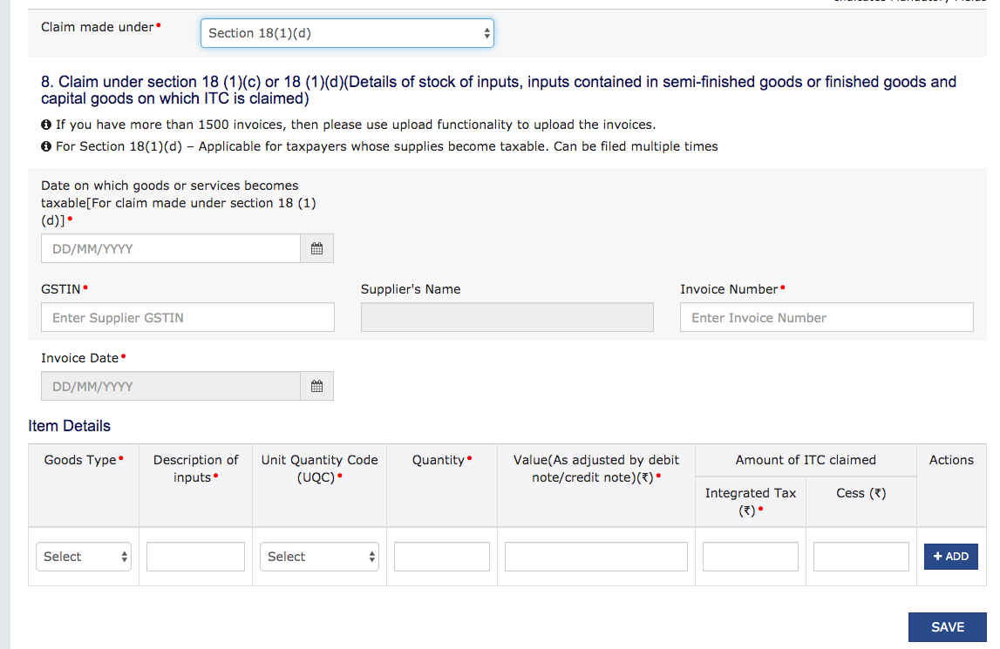 Claim made under•
Section 18(1)(d)
8. Claim under section 18 (1)(c) or 18 (1)(d)(Details of stock of inputs, inputs contained in semi-finished goods or finished goods and
capital goods on which ITC is claimed)
If you have more than 1500 invoices, then please use upload functionality to upload the invoices.
For Section 18(1)(d) – Applicable for taxpayers whose supplies become taxable. Can be filed multiple times
Date on which goods or services becomes
taxable[For claim made under section 18 (1)
(d)]•
DD/MM/YYYY
GSTIN• Supplier's Name Invoice Number•
Enter Supplier GSTIN Enter Invoice Number
Invoice Date•
DD/MM/YYYY
Item Details
Goods Type• Description of Unit Quantity Code Quantity• Value(As adjusted by debit Amount of ITC claimed Actions
inputs• (UQC)• note/credit note)(₹)•
Integrated Tax Cess (₹)
(₹)•
Select Select + ADD
SAVE